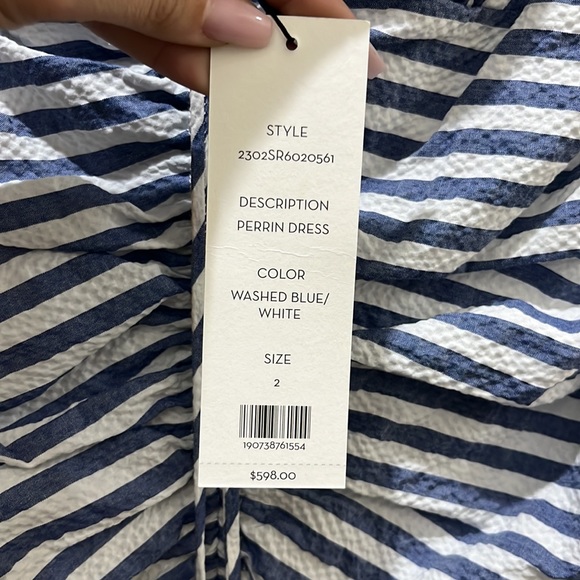 STYLE
2302SR6020561
DESCRIPTION
PERRIN DRESS
COLOR
WASHED BLUE/
WHITE
SIZE
2
190738761554
$598.00